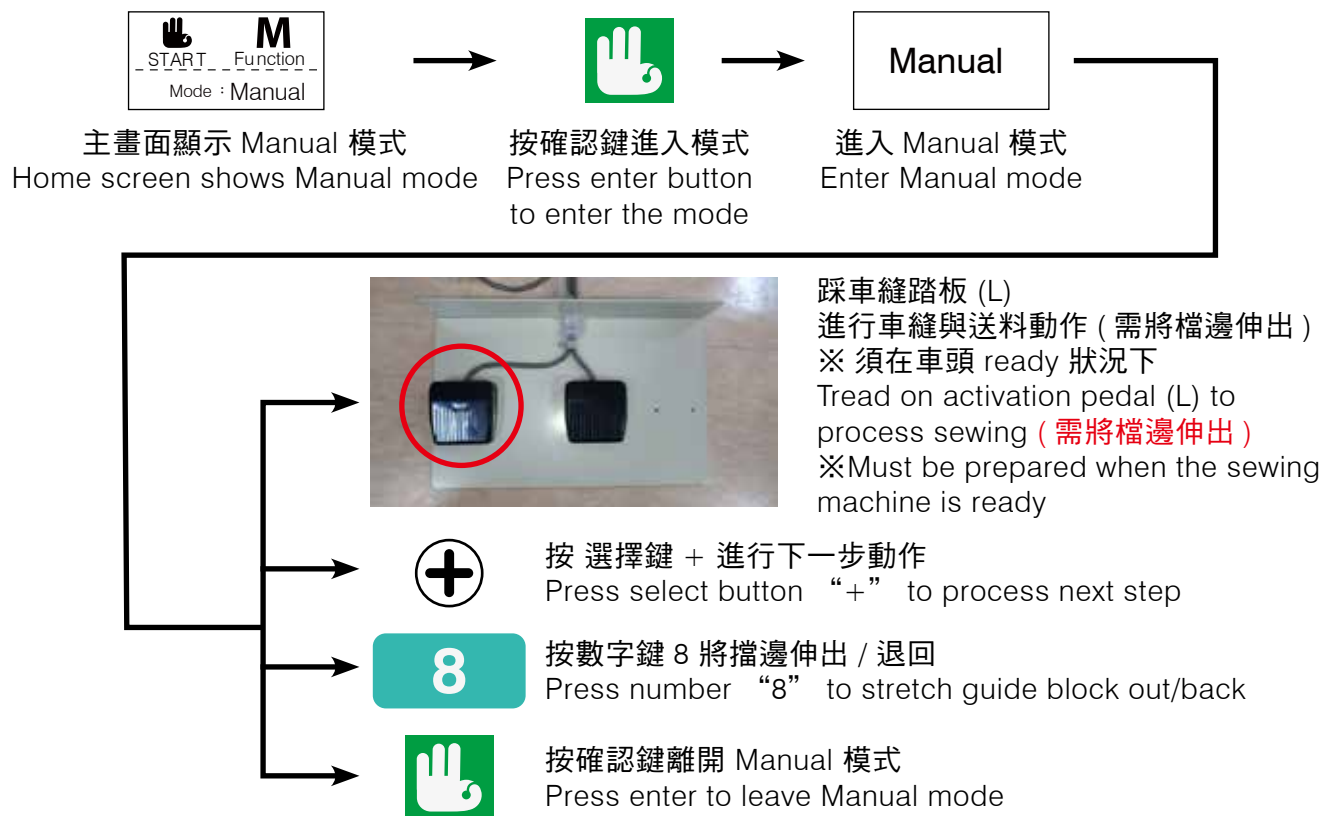 START M Function
Mode：Manual
主畫面顯示 Manual 模式
Home screen shows Manual mode
按確認鍵進入模式
Press enter button
to enter the mode
Manual
進入 Manual 模式
Enter Manual mode
踩車縫踏板 (L)
進行車縫與送料動作 ( 需將檔邊伸出 )
※ 須在車頭 ready 狀況下
Tread on activation pedal (L) to
process sewing ( 需將檔邊伸出 )
※Must be prepared when the sewing
machine is ready
按 選擇鍵 + 進行下一步動作
Press select button “+” to process next step
8
按數字鍵 8 將擋邊伸出 / 退回
Press number “8” to stretch guide block out/back
按確認鍵離開 Manual 模式
Press enter to leave Manual mode